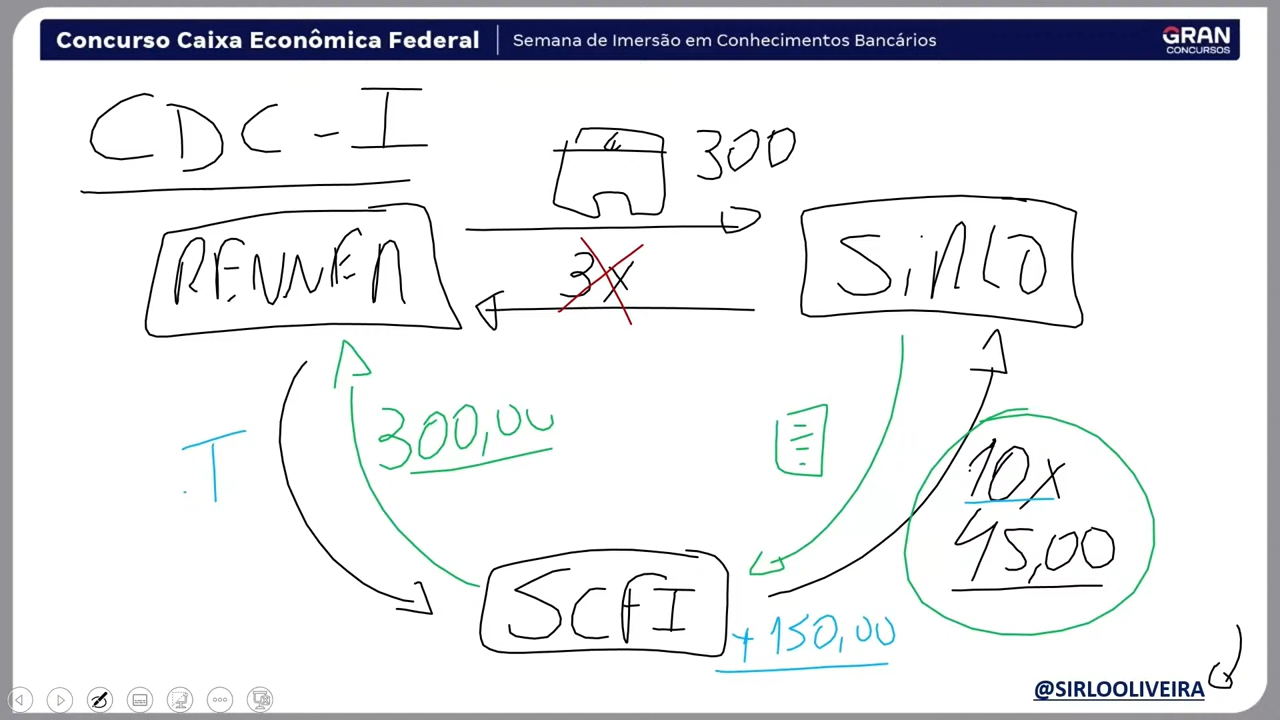 Concurso Caixa Econômica Federal | Semana de Imersão em Conhecimentos Bancários
GRAN CONCURSOS
CDC-I
300
RENNER
SiRLO
3x
300,00
T
10x
45,00
SCFI
+150,00
@SIRLOOLIVEIRA